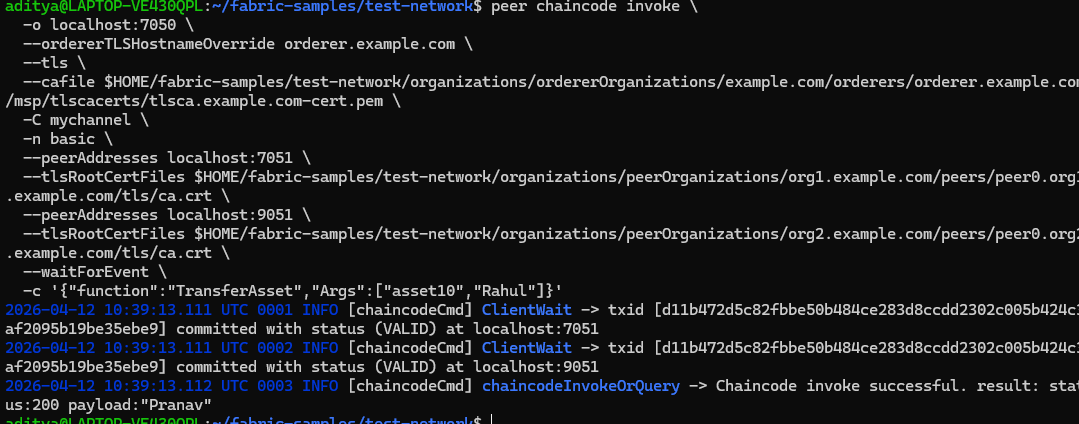 aditya@LAPTOP-VE430QPL:~/fabric-samples/test-network$ peer chaincode invoke \
  -o localhost:7050 \
  --ordererTLSHostnameOverride orderer.example.com \
  --tls \
  --cafile $HOME/fabric-samples/test-network/organizations/ordererOrganizations/example.com/orderers/orderer.example.com
/msp/tlscacerts/tlsca.example.com-cert.pem \
  -C mychannel \
  -n basic \
  --peerAddresses localhost:7051 \
  --tlsRootCertFiles $HOME/fabric-samples/test-network/organizations/peerOrganizations/org1.example.com/peers/peer0.org1
.example.com/tls/ca.crt \
  --peerAddresses localhost:9051 \
  --tlsRootCertFiles $HOME/fabric-samples/test-network/organizations/peerOrganizations/org2.example.com/peers/peer0.org2
.example.com/tls/ca.crt \
  --waitForEvent \
  -c '{"function":"TransferAsset","Args":["asset10","Rahul"]}'
2026-04-12 10:39:13.111 UTC 0001 INFO [chaincodeCmd] ClientWait -> txid [d11b472d5c82fbbe50b484ce283d8ccdd2302c005b424c1
af2095b19be35ebe9] committed with status (VALID) at localhost:7051
2026-04-12 10:39:13.111 UTC 0002 INFO [chaincodeCmd] ClientWait -> txid [d11b472d5c82fbbe50b484ce283d8ccdd2302c005b424c1
af2095b19be35ebe9] committed with status (VALID) at localhost:9051
2026-04-12 10:39:13.112 UTC 0003 INFO [chaincodeCmd] chaincodeInvokeOrQuery -> Chaincode invoke successful. result: stat
us:200 payload:"Pranav"
aditya@LAPTOP-VE430QPL:~/fabric-samples/test-network$